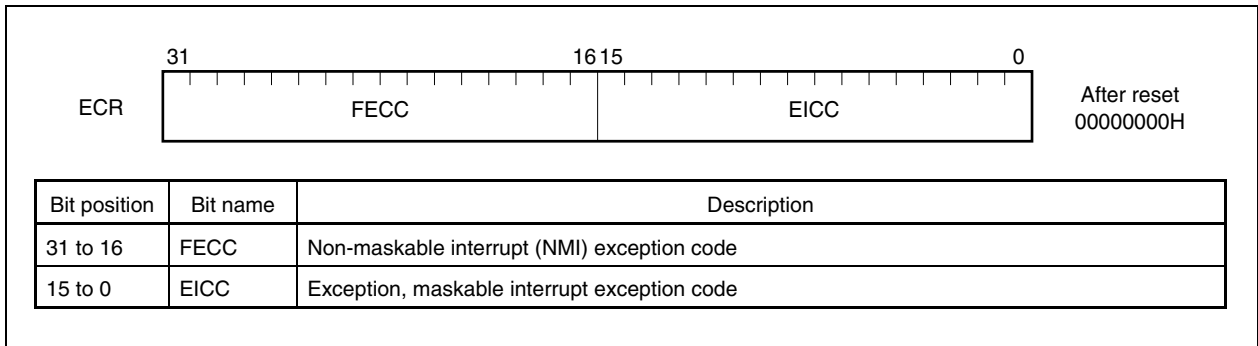 31 16 15 0
ECR FECC EICC After reset
00000000H
Bit position Bit name Description
31 to 16 FECC Non-maskable interrupt (NMI) exception code
15 to 0 EICC Exception, maskable interrupt exception code